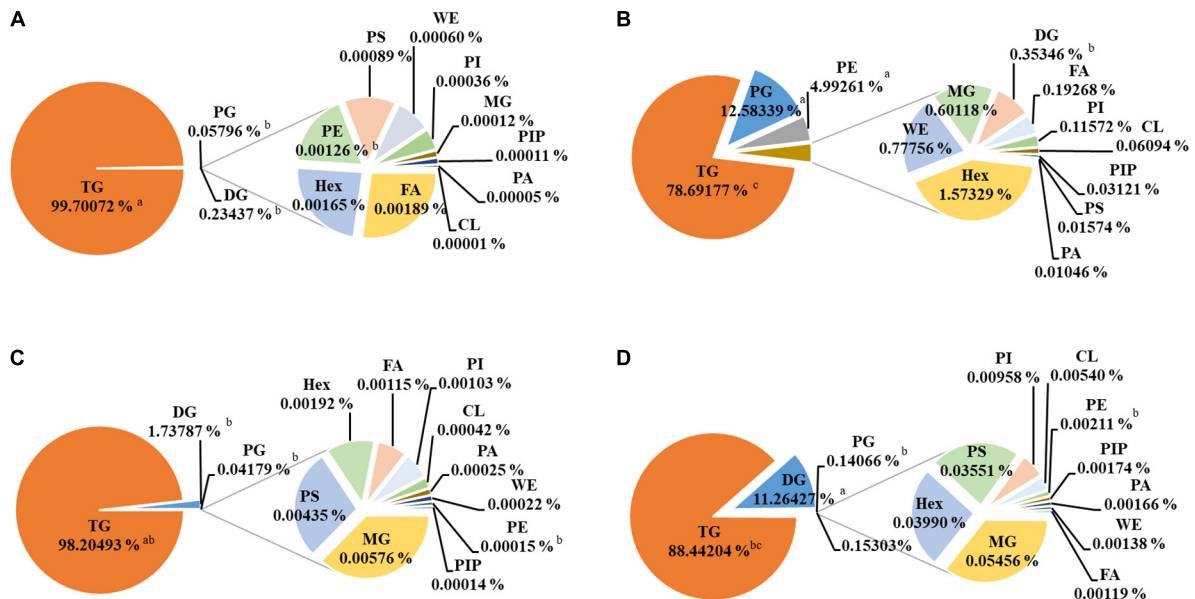 A
TG
99.70072 % a
PG
0.05796 % b
DG
0.23437 % b
PS
0.00089 %
WE
0.00060 %
PI
0.00036 %
MG
0.00012 %
PIP
0.00011 %
PA
0.00005 %
CL
0.00001 %
PE
0.00126 % b
Hex
0.00165 %
FA
0.00189 %
B
TG
78.69177 % c
PG
12.58339 % a
PE
4.99261 % a
MG
0.60118 %
WE
0.77756 %
Hex
1.57329 %
DG
0.35346 % b
FA
0.19268 %
PI
0.11572 %
CL
0.06094 %
PIP
0.03121 %
PS
0.01574 %
PA
0.01046 %
C
TG
98.20493 % ab
DG
1.73787 % b
PG
0.04179 % b
Hex
0.00192 %
FA
0.00115 %
PI
0.00103 %
CL
0.00042 %
PA
0.00025 %
WE
0.00022 %
PE
0.00015 % b
PIP
0.00014 %
PS
0.00435 %
MG
0.00576 %
D
TG
88.44204 % bc
DG
11.26427 % a
PG
0.14066 % b
0.15303%
PS
0.03551 %
Hex
0.03990 %
MG
0.05456 %
PI
0.00958 %
CL
0.00540 %
PE
0.00211 % b
PIP
0.00174 %
PA
0.00166 %
WE
0.00138 %
FA
0.00119 %